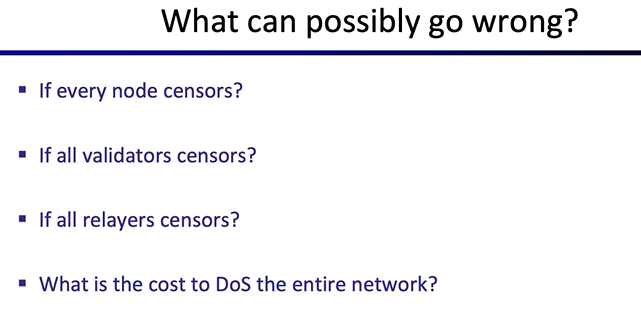 What can possibly go wrong?
▪ If every node censors?
▪ If all validators censors?
▪ If all relayers censors?
▪ What is the cost to DoS the entire network?